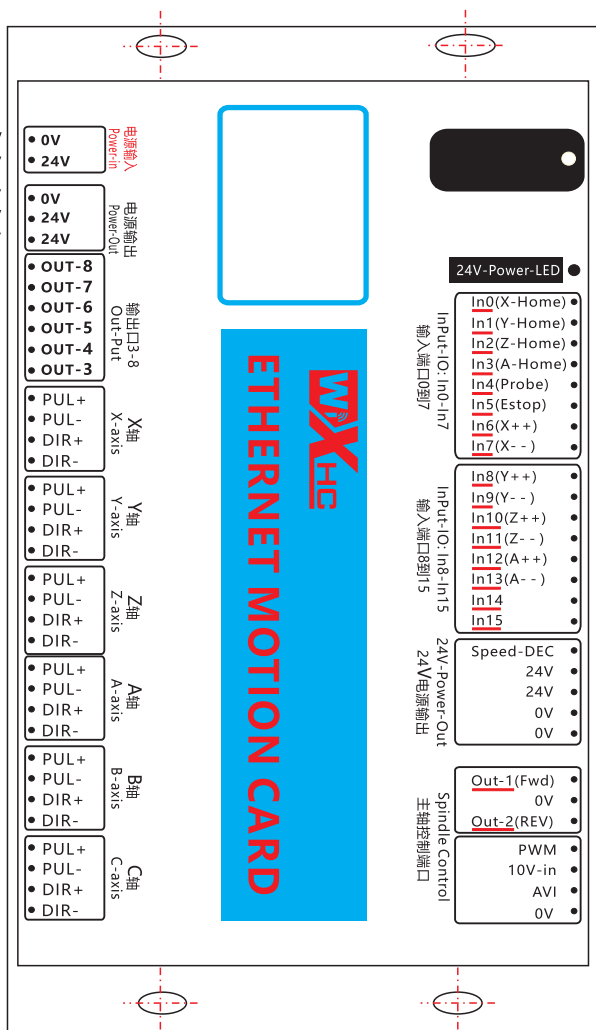 0V
24V
电源输入
Power-in
0V
24V
24V
电源输出
Power-Out
OUT-8
OUT-7
OUT-6
OUT-5
OUT-4
OUT-3
输出口3-8
Out-Put
PUL+
PUL-
DIR+
DIR-
X轴
X-axis
PUL+
PUL-
DIR+
DIR-
Y轴
Y-axis
PUL+
PUL-
DIR+
DIR-
Z轴
Z-axis
PUL+
PUL-
DIR+
DIR-
A轴
A-axis
PUL+
PUL-
DIR+
DIR-
B轴
B-axis
PUL+
PUL-
DIR+
DIR-
C轴
C-axis
WiXHC
ETHERNET MOTION CARD
24V-Power-LED
InPut-IO: In0-In7
输入端口0到7
In0(X-Home)
In1(Y-Home)
In2(Z-Home)
In3(A-Home)
In4(Probe)
In5(Estop)
In6(X++)
In7(X--)
InPut-IO: In8-In15
输入端口8到15
In8(Y++)
In9(Y--)
In10(Z++)
In11(Z--)
In12(A++)
In13(A--)
In14
In15
24V-Power-Out
24V电源输出
Speed-DEC
24V
24V
0V
0V
Spindle Control
主轴控制端口
Out-1(Fwd)
0V
Out-2(REV)
PWM
10V-in
AVI
0V